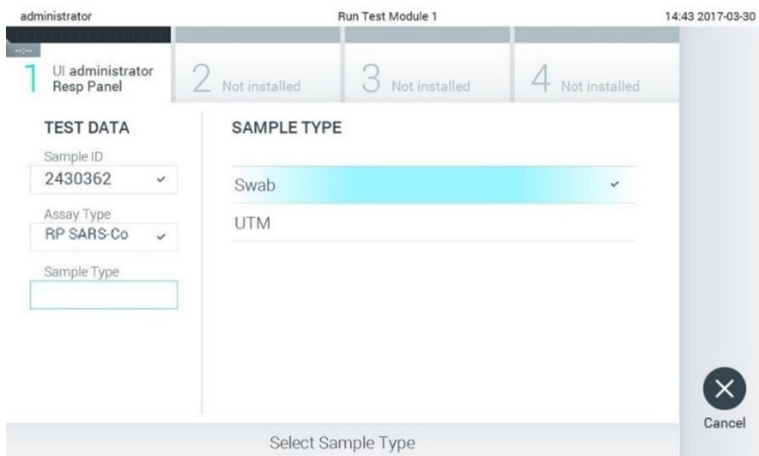 administrator Run Test Module 1 14:43 2017-03-30
--:--
1 UI administrator
Resp Panel
2 Not installed
3 Not installed
4 Not installed
TEST DATA
Sample ID
2430362
Assay Type
RP SARS-Co
Sample Type
SAMPLE TYPE
Swab
UTM
Cancel
Select Sample Type